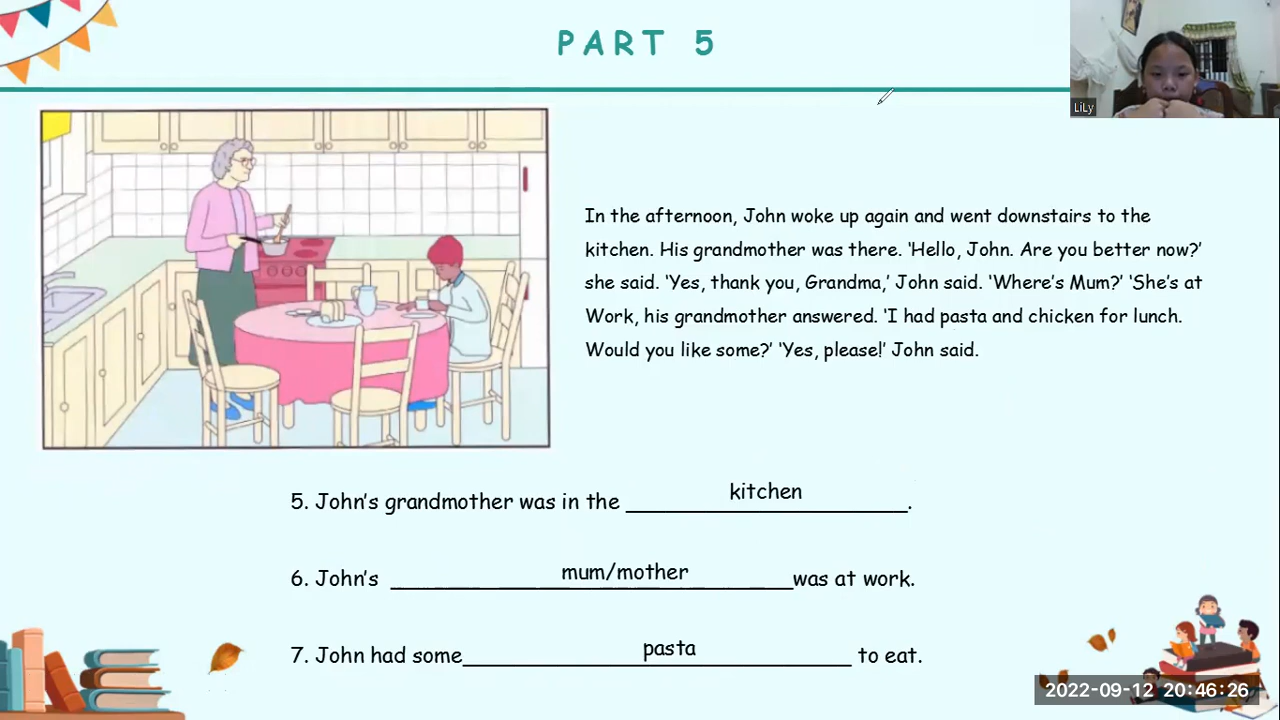 PART 5
LiLy
In the afternoon, John woke up again and went downstairs to the
kitchen. His grandmother was there. ‘Hello, John. Are you better now?’
she said. ‘Yes, thank you, Grandma,’ John said. ‘Where’s Mum?’ ‘She’s at
Work, his grandmother answered. ‘I had pasta and chicken for lunch.
Would you like some?’ ‘Yes, please!’ John said.
5. John’s grandmother was in the kitchen.
6. John’s mum/mother was at work.
7. John had some pasta to eat.
2022-09-12 20:46:26